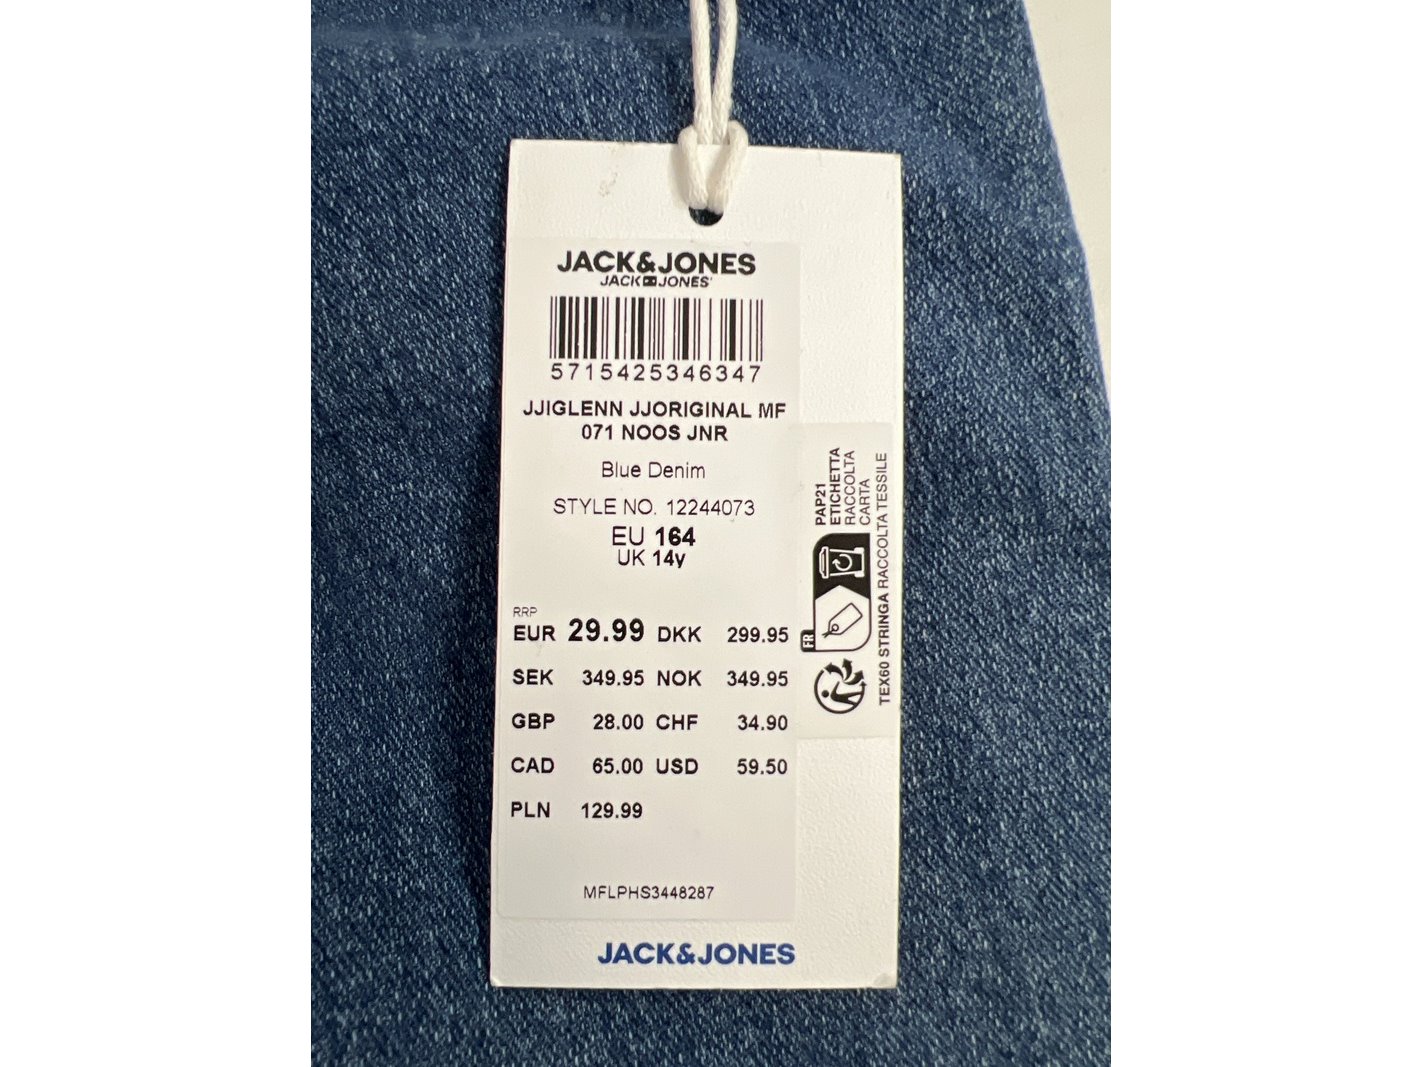 JACK&JONES
JACK JONES
5715425346347
JJIGLENN JJORIGINAL MF
071 NOOS JNR
Blue Denim
STYLE NO. 12244073
EU 164
UK 14y
RRP
EUR 29.99 DKK 299.95
SEK 349.95 NOK 349.95
GBP 28.00 CHF 34.90
CAD 65.00 USD 59.50
PLN 129.99
MFLPHS3448287
JACK&JONES
PAP21
ETICHETTA
RACCOLTA
CARTA
FR
TEX60 STRINGA RACCOLTA TESSILE